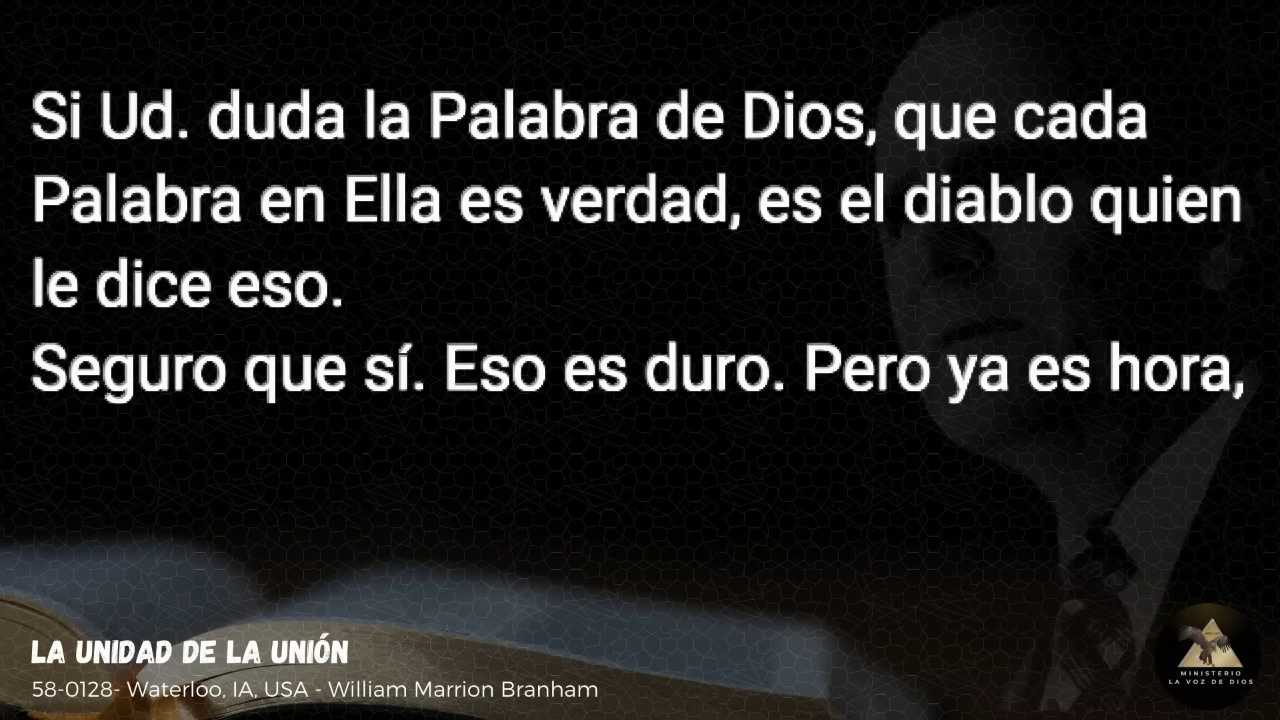 Si Ud. duda la Palabra de Dios, que cada
Palabra en Ella es verdad, es el diablo quien
le dice eso.
Seguro que sí. Eso es duro. Pero ya es hora,
LA UNIDAD DE LA UNIÓN
58-0128- Waterloo, IA, USA - William Marrion Branham
MINISTERIO
LA VOZ DE DIOS